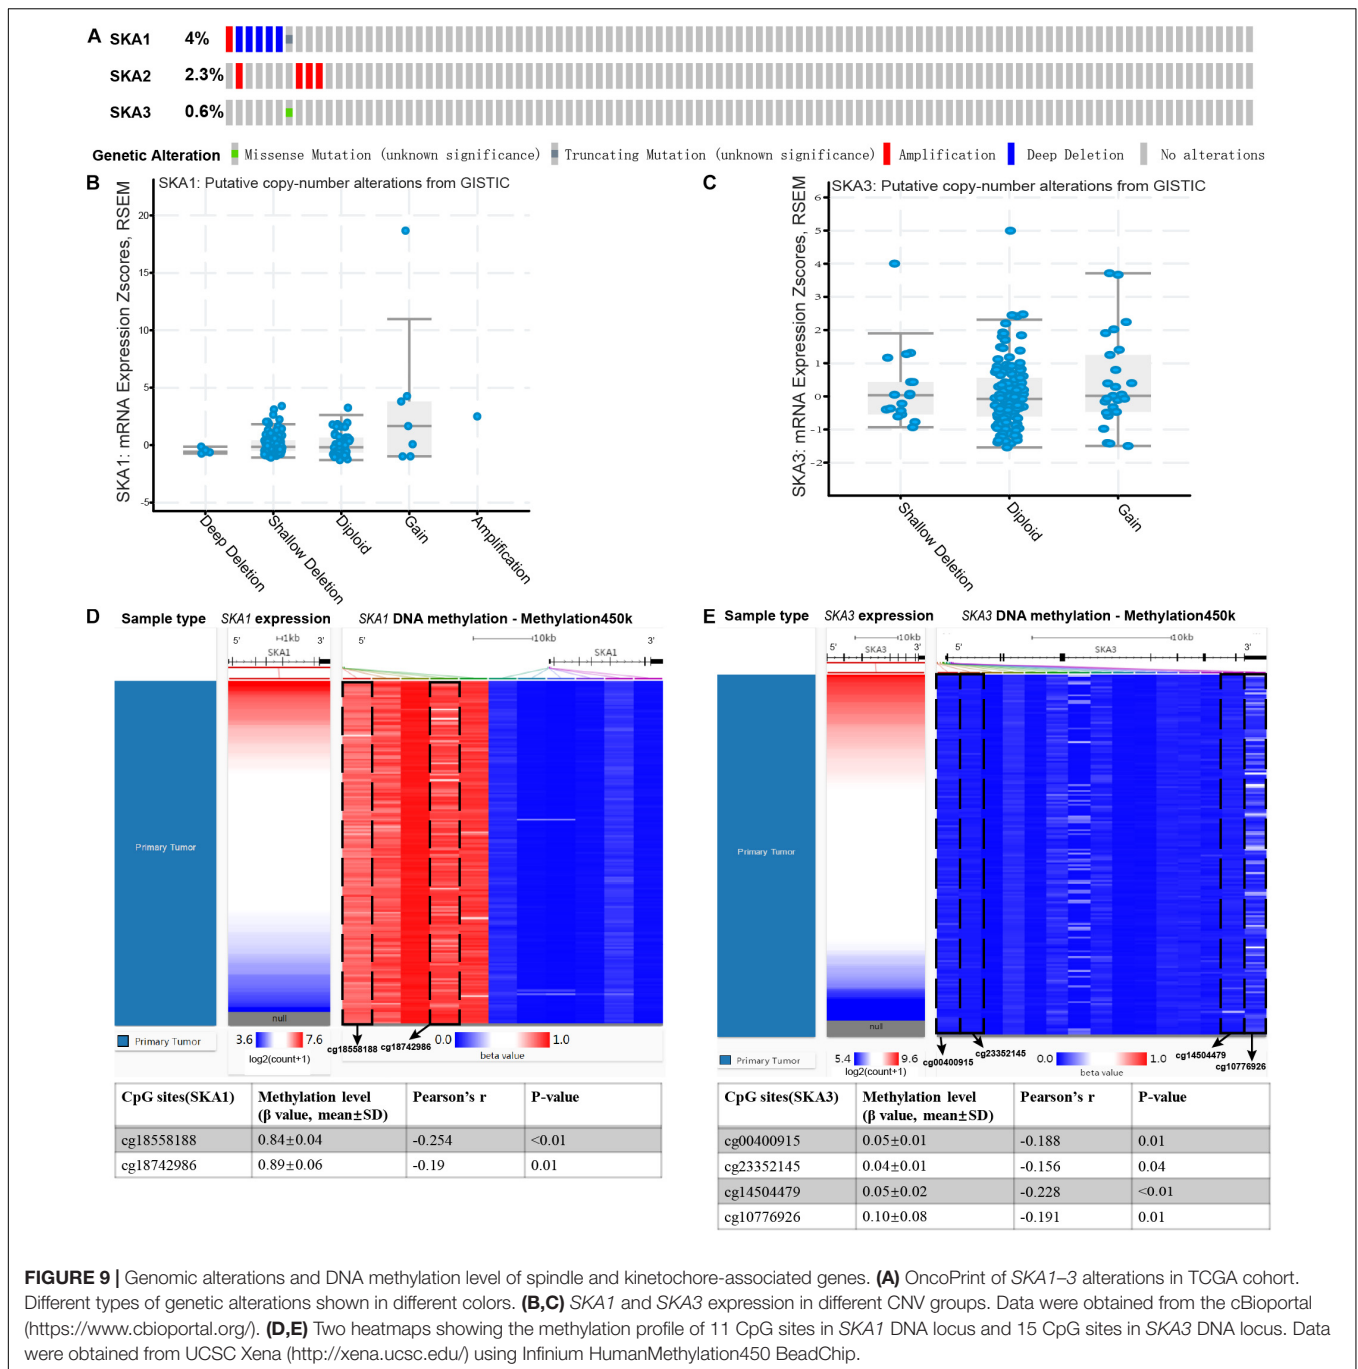 A
SKA1 4%
SKA2 2.3%
SKA3 0.6%
Genetic Alteration Missense Mutation (unknown significance) Truncating Mutation (unknown significance) Amplification Deep Deletion No alterations
B
SKA1: Putative copy-number alterations from GISTIC
SKA1: mRNA Expression Zscores, RSEM
20
15
10
5
0
-5
Deep Deletion
Shallow Deletion
Diploid
Gain
Amplification
C
SKA3: Putative copy-number alterations from GISTIC
SKA3: mRNA Expression Zscores, RSEM
6
5
4
3
2
1
0
-1
-2
Shallow Deletion
Diploid
Gain
D Sample type SKA1 expression SKA1 DNA methylation - Methylation450k
5' 1kb 3' 5' 10kb 3'
SKA1 SKA1
Primary Tumor
null
Primary Tumor
3.6 7.6
log2(count+1)
cg18558188 cg18742986
0.0 1.0
beta value
CpG sites(SKA1) Methylation level Pearson's r P-value
(β value, mean±SD)
cg18558188 0.84±0.04 -0.254 <0.01
cg18742986 0.89±0.06 -0.19 0.01
E Sample type SKA3 expression SKA3 DNA methylation - Methylation450k
5' 10kb 3' 5' 10kb 3'
SKA3 SKA3
Primary Tumor
null
Primary Tumor
5.4 9.6
log2(count+1)
cg00400915 cg23352145
0.0 1.0
beta value
cg14504479
cg10776926
CpG sites(SKA3) Methylation level Pearson's r P-value
(β value, mean±SD)
cg00400915 0.05±0.01 -0.188 0.01
cg23352145 0.04±0.01 -0.156 0.04
cg14504479 0.05±0.02 -0.228 <0.01
cg10776926 0.10±0.08 -0.191 0.01
FIGURE 9 | Genomic alterations and DNA methylation level of spindle and kinetochore-associated genes. (A) OncoPrint of SKA1–3 alterations in TCGA cohort.
Different types of genetic alterations shown in different colors. (B,C) SKA1 and SKA3 expression in different CNV groups. Data were obtained from the cBioportal
(https://www.cbioportal.org/). (D,E) Two heatmaps showing the methylation profile of 11 CpG sites in SKA1 DNA locus and 15 CpG sites in SKA3 DNA locus. Data
were obtained from UCSC Xena (http://xena.ucsc.edu/) using Infinium HumanMethylation450 BeadChip.